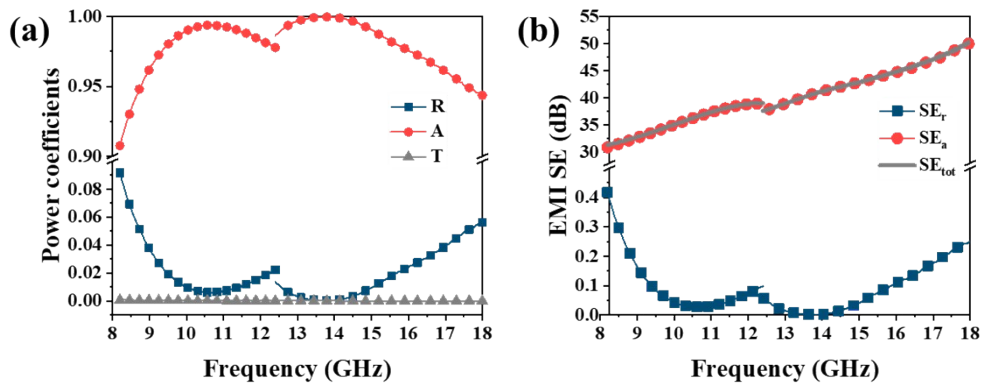 (a)
Power coefficients
1.00
0.95
0.90
0.08
0.06
0.04
0.02
0.00
R
A
T
8.2 9 10 11 12 13 14 15 16 17 18
Frequency (GHz)
(b)
EMI SE (dB)
55
50
45
40
35
30
0.4
0.3
0.2
0.1
0.0
SEr
SEa
SEtot
8.2 9 10 11 12 13 14 15 16 17 18
Frequency (GHz)